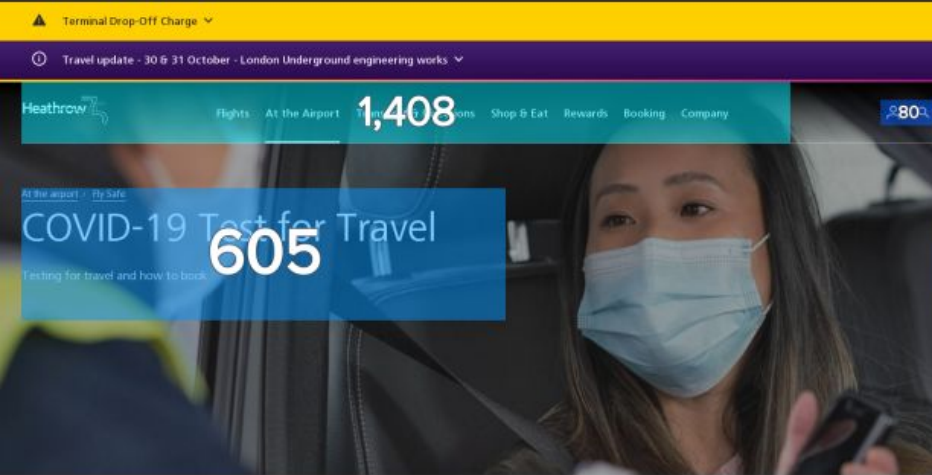 Terminal Drop-Off Charge
Travel update - 30 & 31 October - London Underground engineering works
Heathrow
Flights At the Airport 1,408 Shop & Eat Rewards Booking Company
80
At the airport / Fly Safe
COVID-19 Test for Travel
605
Testing for travel and how to book